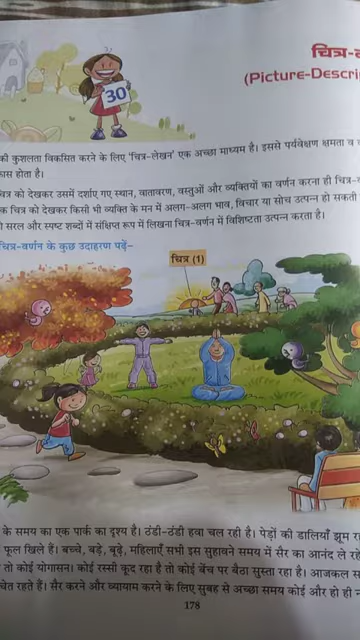 30
चित्र-
(Picture-Descri
की कुशलता विकसित करने के लिए 'चित्र-लेखन' एक अच्छा माध्यम है। इससे पर्यवेक्षण क्षमता व
होता है।
चित्र को देखकर उसमें दर्शाए गए स्थान, वातावरण, वस्तुओं और व्यक्तियों का वर्णन करना ही चित्र-
चित्र को देखकर किसी भी व्यक्ति के मन में अलग-अलग भाव, विचार या सोच उत्पन्न हो सकती
सरल और स्पष्ट शब्दों में संक्षिप्त रूप में लिखना चित्र-वर्णन में विशिष्टता उत्पन्न करता है।
चित्र-वर्णन के कुछ उदाहरण पढ़ें–
चित्र (1)
के समय का एक पार्क का दृश्य है। ठंडी-ठंडी हवा चल रही है। पेड़ों की डालियाँ झूम
फूल खिले हैं। बच्चे, बड़े, बूढ़े, महिलाएँ सभी इस सुहावने समय में सैर का आनंद ले रहे
तो कोई योगासन। कोई रस्सी कूद रहा है तो कोई बेंच पर बैठा सुस्ता रहा है। आजकल
रहते हैं। सैर करने और व्यायाम करने के लिए सुबह से अच्छा समय कोई और हो ही
178